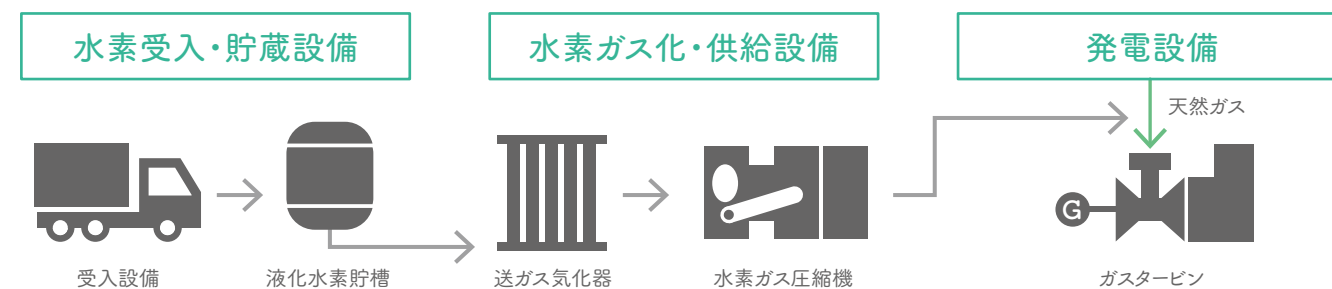 水素受入・貯蔵設備
水素ガス化・供給設備
発電設備
天然ガス
G
受入設備
液化水素貯槽
送ガス気化器
水素ガス圧縮機
ガスタービン